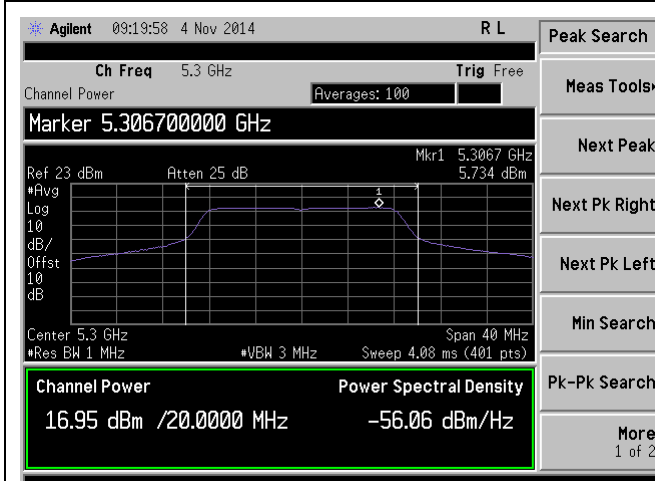 Agilent 09:19:58 4 Nov 2014 R L
Ch Freq 5.3 GHz Trig Free
Channel Power Averages: 100
Marker 5.306700000 GHz
Mkr1 5.3067 GHz
Ref 23 dBm Atten 25 dB 5.734 dBm
#Avg
Log
10
dB/
Offst
10
dB
1
Center 5.3 GHz Span 40 MHz
#Res BW 1 MHz #VBW 3 MHz Sweep 4.08 ms (401 pts)
Channel Power Power Spectral Density
16.95 dBm /20.0000 MHz -56.06 dBm/Hz
Peak Search
Meas Tools
Next Peak
Next Pk Right
Next Pk Left
Min Search
Pk-Pk Search
More
1 of 2